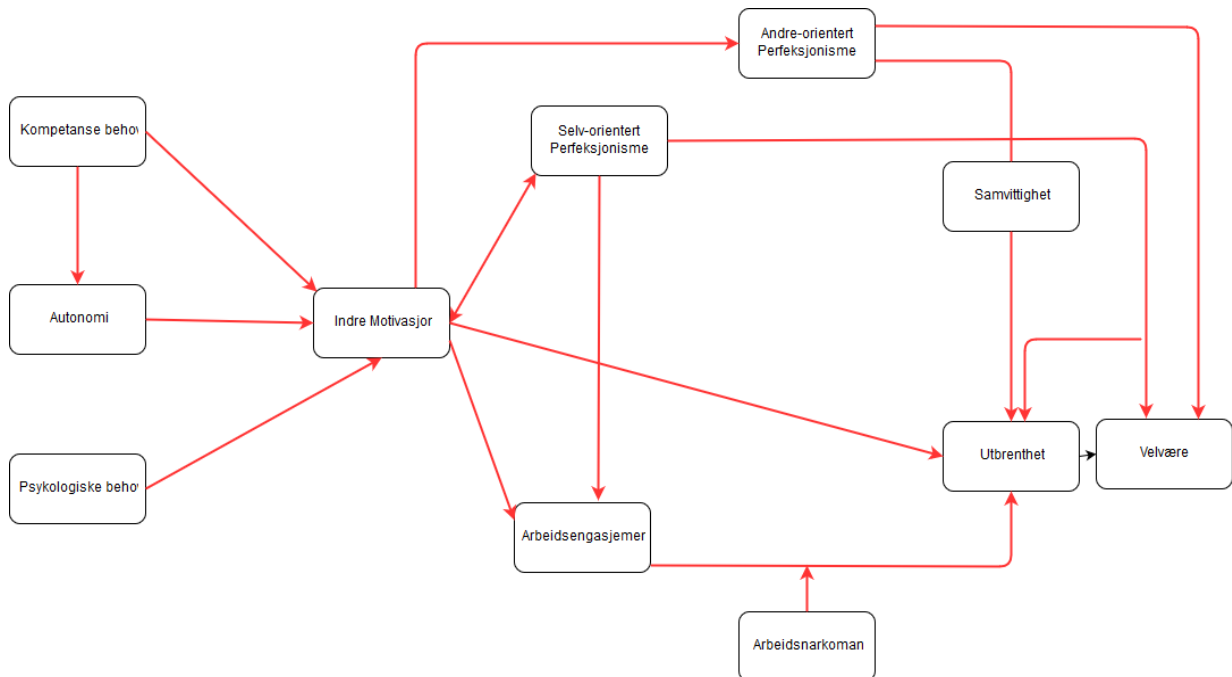 Andre-orientert
Perfeksjonisme
Kompetanse behov
Selv-orientert
Perfeksjonisme
Samvittighet
Autonomi
Indre Motivasjor
Utbrenthet
Velvære
Psykologiske behov
Arbeidsengasjemer
Arbeidsnarkoman